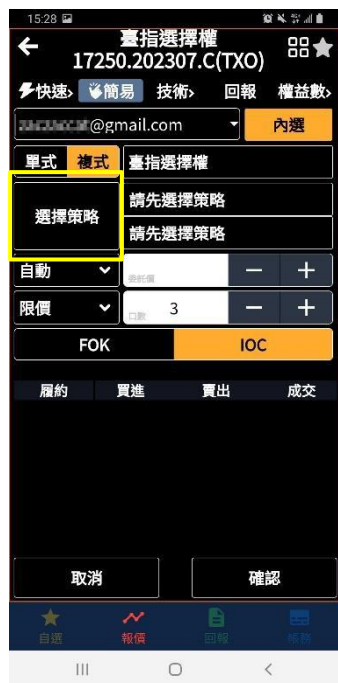 15:28
臺指選擇權
17250.202307.C(TXO)
快速› 簡易 技術› 回報 權益數›
@gmail.com 內選
單式 複式 臺指選擇權
選擇策略
請先選擇策略
請先選擇策略
自動 委託價 − +
限價 口數 3 − +
FOK IOC
履約 買進 賣出 成交
取消 確認
自選 報價 回報 帳務